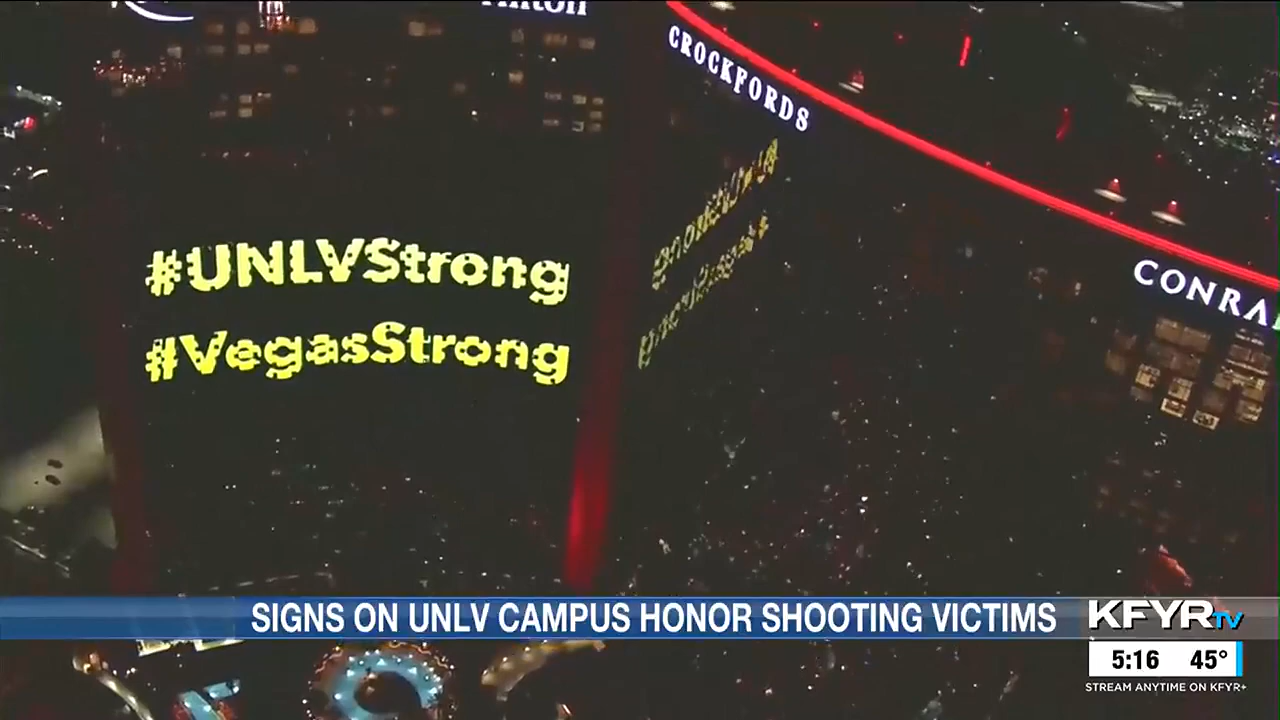 CROCKFORDS
CONRA
#UNLVStrong
#VegasStrong
SIGNS ON UNLV CAMPUS HONOR SHOOTING VICTIMS
KFYRTV
5:16 45°
STREAM ANYTIME ON KFYR+